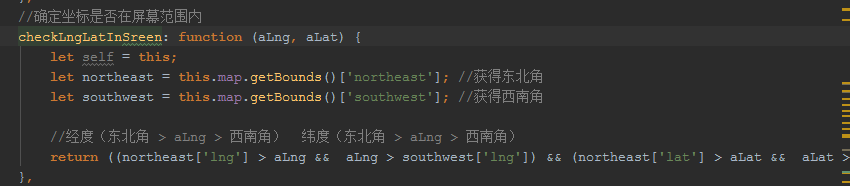 },
//确定坐标是否在屏幕范围内
checkLngLatInSreen: function (aLng, aLat) {
let self = this;
let northeast = this.map.getBounds()['northeast']; //获得东北角
let southwest = this.map.getBounds()['southwest']; //获得西南角
//经度（东北角 > aLng > 西南角） 纬度（东北角 > aLng > 西南角）
return ((northeast['lng'] > aLng && aLng > southwest['lng']) && (northeast['lat'] > aLat && aLat >
},